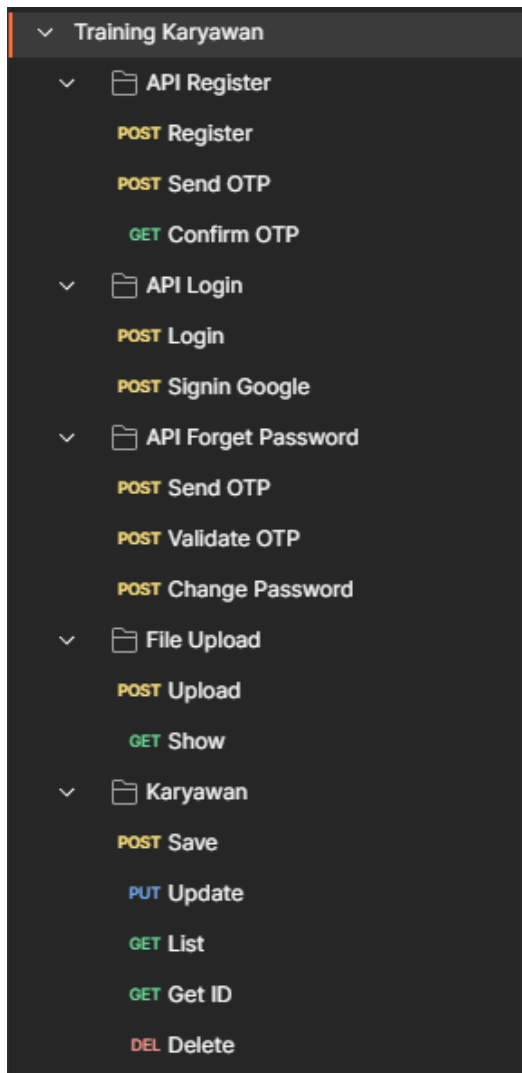 Training Karyawan
API Register
POST Register
POST Send OTP
GET Confirm OTP
API Login
POST Login
POST Signin Google
API Forget Password
POST Send OTP
POST Validate OTP
POST Change Password
File Upload
POST Upload
GET Show
Karyawan
POST Save
PUT Update
GET List
GET Get ID
DEL Delete